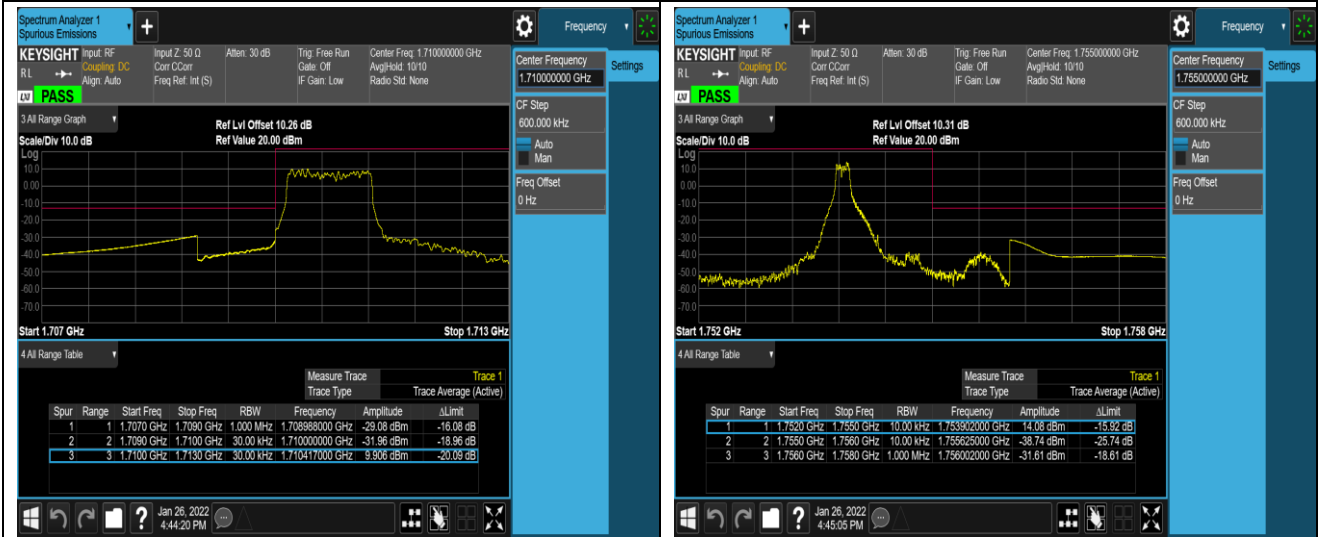 Spectrum Analyzer 1
Spurious Emissions
Frequency
KEYSIGHT Input: RF Input Z: 50 Ω Atten: 30 dB Trig: Free Run Center Freq: 1.710000000 GHz
RL Coupling: DC Corr CCorr Gate: Off Avg|Hold: 10/10
Align: Auto Freq Ref: Int (S) IF Gain: Low Radio Std: None
LXI PASS
Center Frequency
1.710000000 GHz
Settings
CF Step
600.000 kHz
Auto
Man
Freq Offset
0 Hz
3 All Range Graph
Ref Lvl Offset 10.26 dB
Scale/Div 10.0 dB Ref Value 20.00 dBm
Log
10.0
0.00
-10.0
-20.0
-30.0
-40.0
-50.0
-60.0
-70.0
Start 1.707 GHz Stop 1.713 GHz
4 All Range Table
Measure Trace Trace 1
Trace Type Trace Average (Active)
Spur Range Start Freq Stop Freq RBW Frequency Amplitude ΔLimit
1 1 1.7070 GHz 1.7090 GHz 1.000 MHz 1.708988000 GHz -29.08 dBm -16.08 dB
2 2 1.7090 GHz 1.7100 GHz 30.00 kHz 1.710000000 GHz -31.96 dBm -18.96 dB
3 3 1.7100 GHz 1.7130 GHz 30.00 kHz 1.710417000 GHz 9.906 dBm -20.09 dB
?
Jan 26, 2022
4:44:20 PM
Spectrum Analyzer 1
Spurious Emissions
Frequency
KEYSIGHT Input: RF Input Z: 50 Ω Atten: 30 dB Trig: Free Run Center Freq: 1.755000000 GHz
RL Coupling: DC Corr CCorr Gate: Off Avg|Hold: 10/10
Align: Auto Freq Ref: Int (S) IF Gain: Low Radio Std: None
LXI PASS
Center Frequency
1.755000000 GHz
Settings
CF Step
600.000 kHz
Auto
Man
Freq Offset
0 Hz
3 All Range Graph
Ref Lvl Offset 10.31 dB
Scale/Div 10.0 dB Ref Value 20.00 dBm
Log
10.0
0.00
-10.0
-20.0
-30.0
-40.0
-50.0
-60.0
-70.0
Start 1.752 GHz Stop 1.758 GHz
4 All Range Table
Measure Trace Trace 1
Trace Type Trace Average (Active)
Spur Range Start Freq Stop Freq RBW Frequency Amplitude ΔLimit
1 1 1.7520 GHz 1.7550 GHz 10.00 kHz 1.753902000 GHz 14.08 dBm -15.92 dB
2 2 1.7550 GHz 1.7560 GHz 10.00 kHz 1.755625000 GHz -38.74 dBm -25.74 dB
3 3 1.7560 GHz 1.7580 GHz 1.000 MHz 1.756002000 GHz -31.61 dBm -18.61 dB
?
Jan 26, 2022
4:45:05 PM